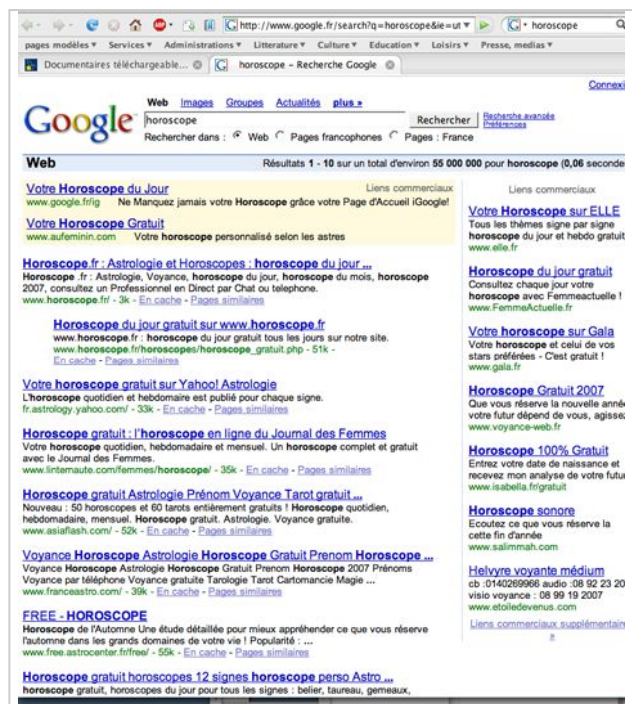 http://www.google.fr/search?q=horoscope&ie=ut
horoscope
pages modèles Services Administrations Litterature Culture Education Loisirs Presse, medias
Documentaires téléchargeable...
horoscope – Recherche Google
Connexi
Google
Web Images Groupes Actualités plus »
horoscope
Rechercher
Recherche avancée
Préférences
Rechercher dans : Web Pages francophones Pages : France
Web Résultats 1 - 10 sur un total d'environ 55 000 000 pour horoscope (0,06 seconde
Votre Horoscope du Jour
Liens commerciaux
www.google.fr/ig Ne Manquez jamais votre Horoscope grâce votre Page d'Accueil iGoogle!
Votre Horoscope Gratuit
www.aufeminin.com Votre horoscope personnalisé selon les astres
Horoscope.fr : Astrologie et Horoscopes : horoscope du jour ...
Horoscope .fr : Astrologie, Voyance, horoscope du jour, horoscope du mois, horoscope
2007, consultez un Professionnel en Direct par Chat ou telephone.
www.horoscope.fr/ - 3k - En cache - Pages similaires
Horoscope du jour gratuit sur www.horoscope.fr
www.horoscope.fr : horoscope du jour gratuit tous les jours sur notre site.
www.horoscope.fr/horoscopes/horoscope_gratuit.php - 51k -
En cache - Pages similaires
Votre horoscope gratuit sur Yahoo! Astrologie
L'horoscope quotidien et hebdomadaire est publié pour chaque signe.
fr.astrology.yahoo.com/ - 33k - En cache - Pages similaires
Horoscope gratuit : l'horoscope en ligne du Journal des Femmes
Votre horoscope quotidien, hebdomadaire et mensuel. Un horoscope complet et gratuit
avec le Journal des Femmes.
www.linternaute.com/femmes/horoscope/ - 35k - En cache - Pages similaires
Horoscope gratuit Astrologie Prénom Voyance Tarot gratuit ...
Nouveau : 50 horoscopes et 60 tarots entièrement gratuits ! Horoscope quotidien,
hebdomadaire, mensuel. Horoscope gratuit. Astrologie. Voyance gratuite.
www.asiaflash.com/ - 52k - En cache - Pages similaires
Voyance Horoscope Astrologie Horoscope Gratuit Prenom Horoscope ...
Voyance Horoscope Astrologie Horoscope Gratuit Prenom Horoscope 2007 Prénoms
Voyance par téléphone Voyance gratuite Tarologie Tarot Cartomancie Magie ...
www.franceastro.com/ - 39k - En cache - Pages similaires
FREE - HOROSCOPE
Horoscope de l'Automne Une étude détaillée pour mieux appréhender ce que vous réserve
l'automne dans les grands domaines de votre vie ! Popularité : ...
www.free.astrocenter.fr/free/ - 55k - En cache - Pages similaires
Horoscope gratuit horoscopes 12 signes horoscope perso Astro ...
horoscope gratuit, horoscopes du jour pour tous les signes : belier, taureau, gemeaux,
Liens commerciaux
Votre Horoscope sur ELLE
Tous les thèmes signe par signe
horoscope du jour et hebdo gratuit
www.elle.fr
Horoscope du jour gratuit
Consultez chaque jour votre
horoscope avec Femmeactuelle !
www.FemmeActuelle.fr
Votre horoscope sur Gala
Votre horoscope et celui de vos
stars préférées - C'est gratuit !
www.gala.fr
Horoscope Gratuit 2007
Que vous réserve la nouvelle anné
votre futur dépend de vous, agissez
www.voyance-web.fr
Horoscope 100% Gratuit
Entrez votre date de naissance et
recevez mon analyse de votre futur
www.isabella.fr/gratuit
Horoscope sonore
Ecoutez ce que vous réserve la
cette fin d'année
www.salimmah.com
Helvyre voyante médium
cb :0140269966 audio :08 92 23 20
visio voyance : 08 99 19 2007
www.etoiledevenus.com
Liens commerciaux supplémentaire
»